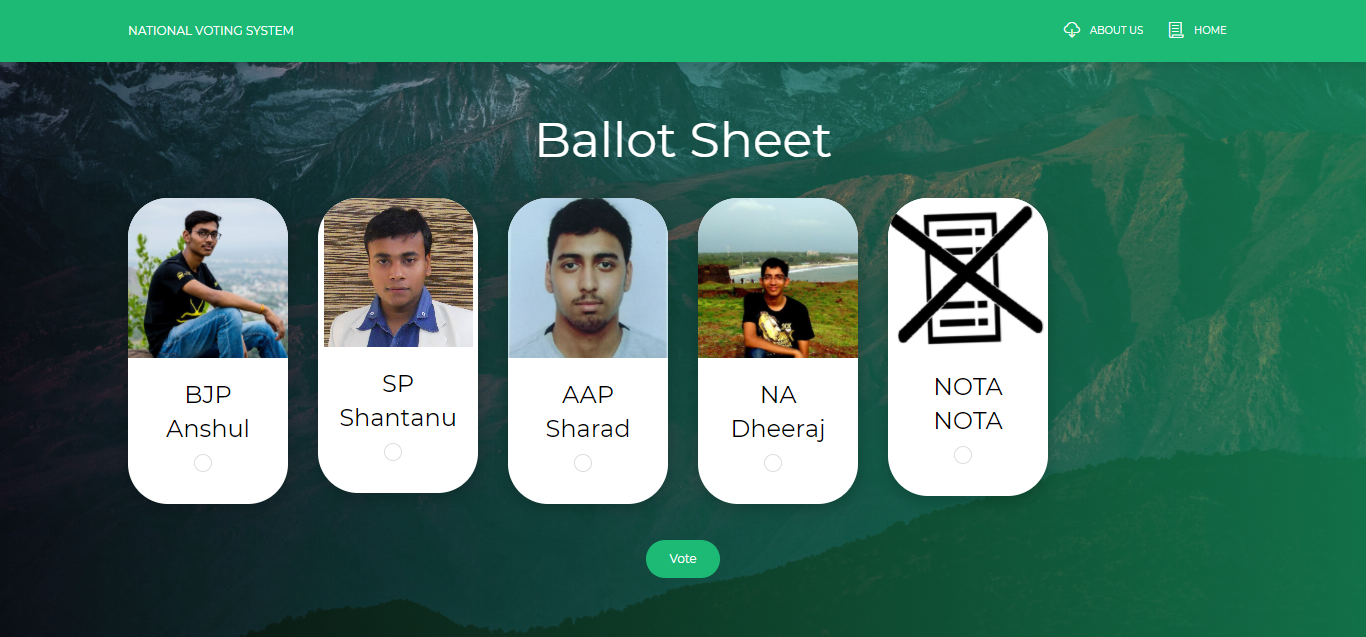 NATIONAL VOTING SYSTEM
ABOUT US
HOME
Ballot Sheet
BJP
Anshul
SP
Shantanu
AAP
Sharad
NA
Dheeraj
NOTA
NOTA
Vote